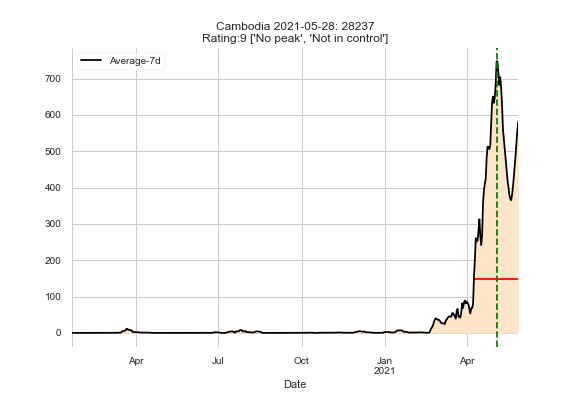 Cambodia 2021-05-28: 28237
Rating:9 ['No peak', 'Not in control']
Average-7d
700
600
500
400
300
200
100
0
Apr
Jul
Oct
Jan
2021
Apr
Date